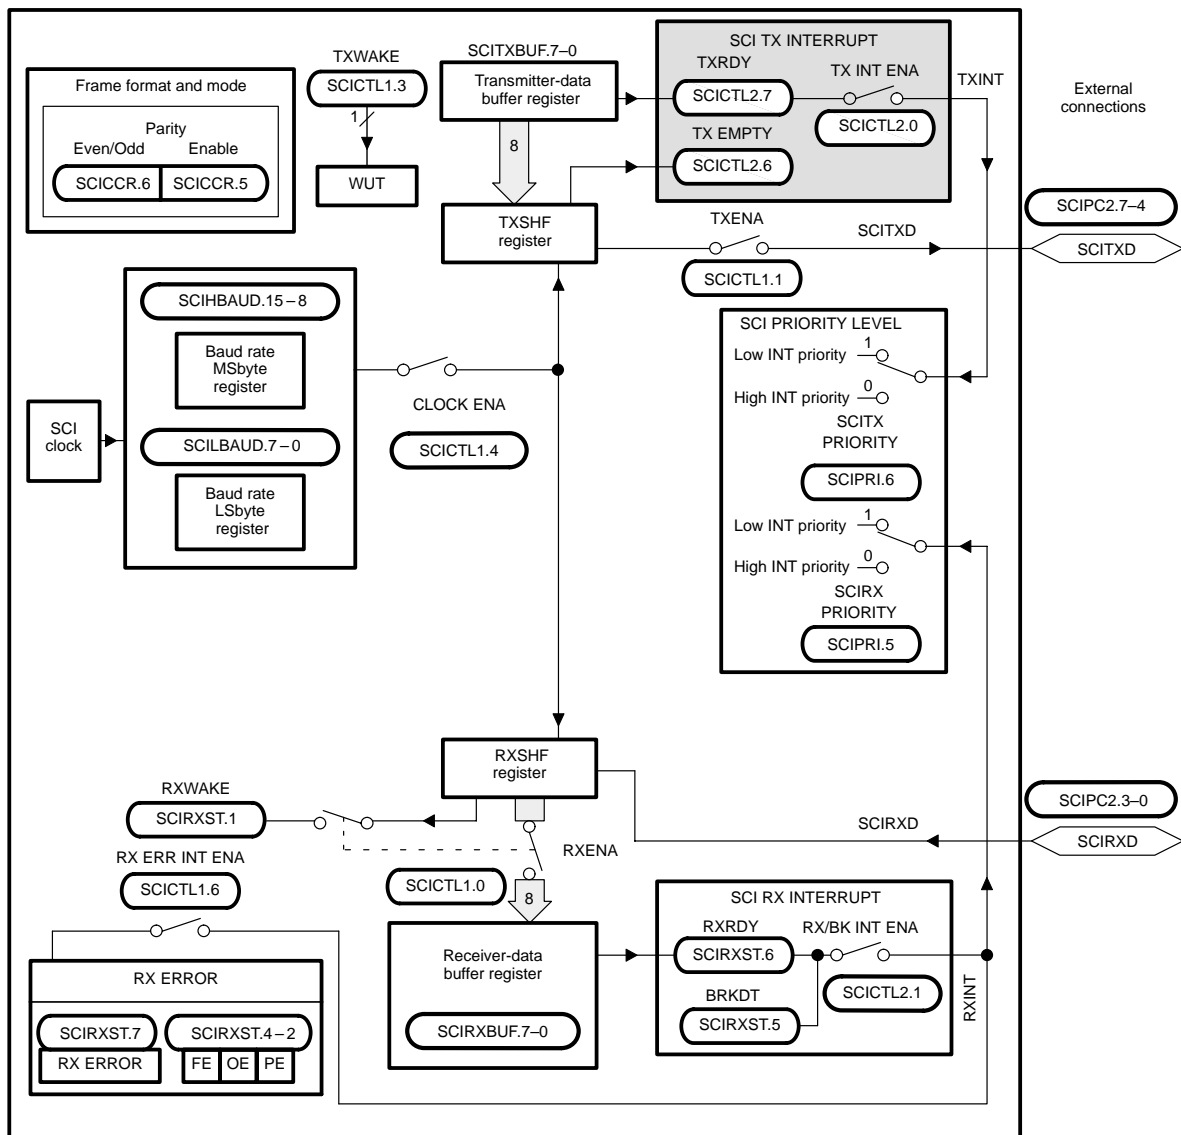 Frame format and mode
Parity
Even/Odd Enable
SCICCR.6 SCICCR.5
TXWAKE
SCICTL1.3
1
WUT
SCITXBUF.7–0
Transmitter-data
buffer register
8
TXSHF
register
SCI TX INTERRUPT
TXRDY TX INT ENA
SCICTL2.7
SCICTL2.0
TX EMPTY
SCICTL2.6
TXINT
External
connections
SCIPC2.7–4
SCITXD
TXENA
SCITXD
SCICTL1.1
SCI clock
SCIHBAUD.15–8
Baud rate
MSbyte
register
SCILBAUD.7–0
Baud rate
LSbyte
register
CLOCK ENA
SCICTL1.4
SCI PRIORITY LEVEL
1
Low INT priority
0
High INT priority
SCITX
PRIORITY
SCIPRI.6
1
Low INT priority
0
High INT priority
SCIRX
PRIORITY
SCIPRI.5
RXSHF
register
RXWAKE
SCIRXST.1
RX ERR INT ENA
SCICTL1.6
SCICTL1.0
RXENA
8
SCIRXD
SCIPC2.3–0
SCIRXD
RX ERROR
SCIRXST.7 SCIRXST.4–2
RX ERROR FE OE PE
Receiver-data
buffer register
SCIRXBUF.7–0
SCI RX INTERRUPT
RXRDY RX/BK INT ENA
SCIRXST.6
SCICTL2.1
BRKDT
SCIRXST.5
RXINT